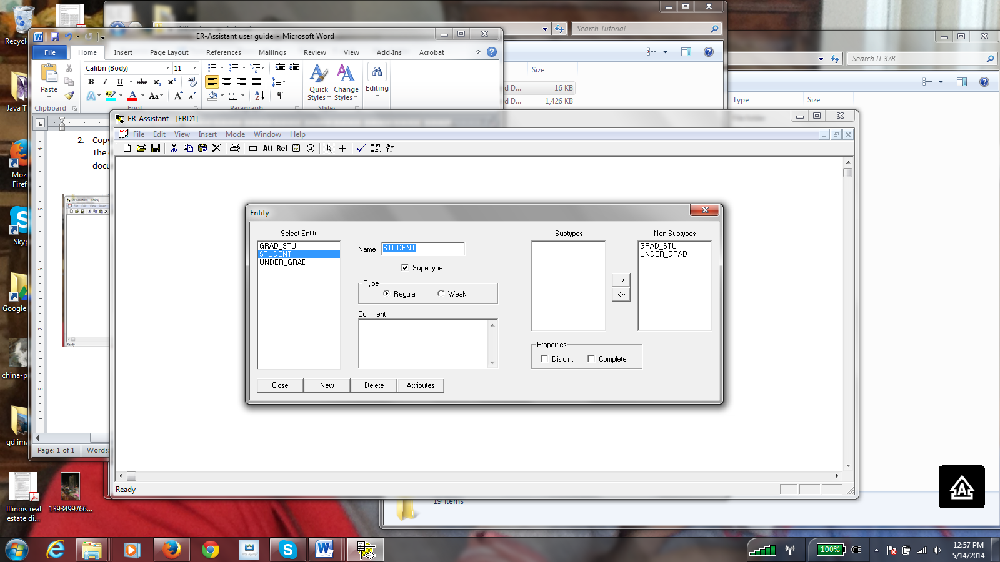 Recyc
Java T
Mozi
Firef
Skyp
Google
china-p
qd ima
Illinois real
estate di...
1393499766...
Search Tutorial
Search IT 378
Size
rd D...
16 KB
rd D...
1,426 KB
Type
Size
19 items
ER-Assistant user guide - Microsoft Word
File
Home
Insert
Page Layout
References
Mailings
Review
View
Add-Ins
Acrobat
Paste
Clipboard
Calibri (Body)
11
Font
Paragraph
Quick
Styles
Change
Styles
Styles
Editing
2. Copy
The
docu
Page: 1 of 1
Words:
ER-Assistant - [ERD1]
File Edit View Insert Mode Window Help
Att Rel
Ready
Entity
Select Entity
GRAD_STU
STUDENT
UNDER_GRAD
Name
STUDENT
Supertype
Type
Regular
Weak
Comment
Subtypes
Non-Subtypes
GRAD_STU
UNDER_GRAD
-->
<--
Properties
Disjoint
Complete
Close
New
Delete
Attributes
100%
12:57 PM
5/14/2014